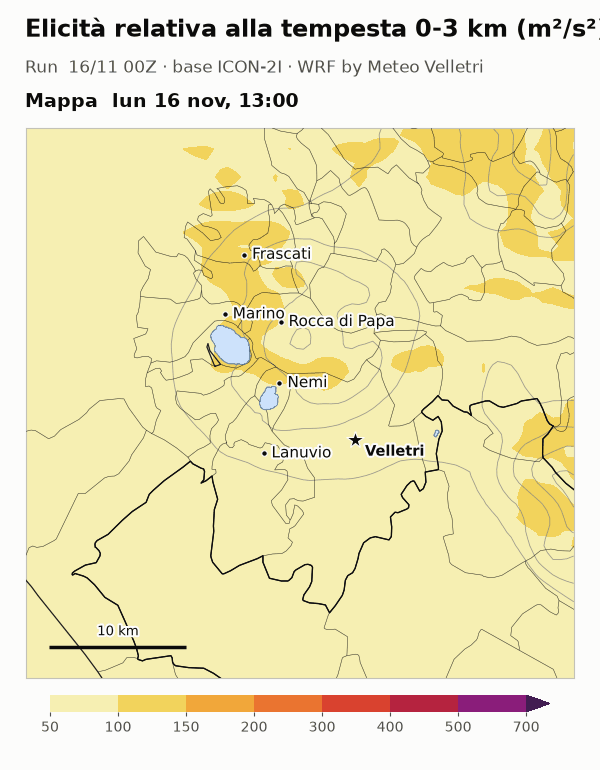 Elicità relativa alla tempesta 0-3 km (m²/s²)
Run 16/11 00Z · base ICON-2I · WRF by Meteo Velletri
Mappa lun 16 nov, 13:00
Frascati
Marino
Rocca di Papa
Nemi
Lanuvio
Velletri
10 km
50 100 150 200 300 400 500 700